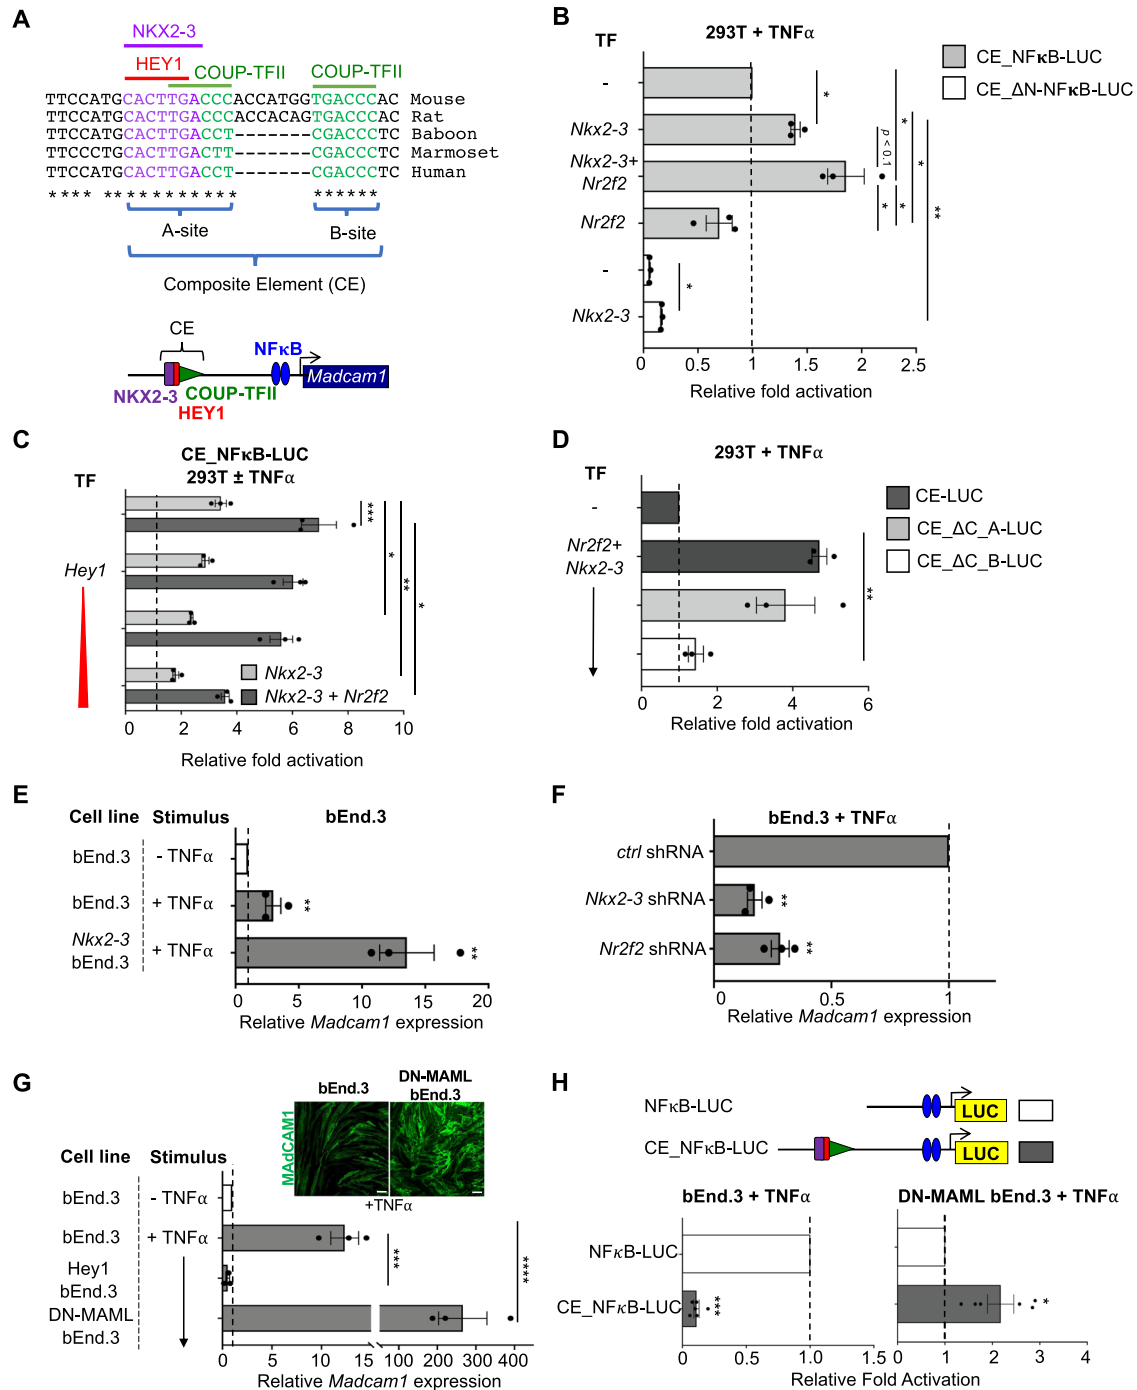 A
NKX2-3
HEY1
COUP-TFII COUP-TFII
TTCCATGCACTTGACCCACCATGGTGACCCAC Mouse
TTCCATGCACTTGACCCACCACAGTGACCCAC Rat
TTCCATGCACTTGACCT------CGACCCTC Baboon
TTCCCTGCACTTGACTT------CGACCCTC Marmoset
TTCCATGCACTTGACCT------CGACCCTC Human
**** *********** ******
A-site B-site
Composite Element (CE)
CE
NFκB
Madcam1
NKX2-3 COUP-TFII
HEY1
B
TF 293T + TNFα
CE_NFκB-LUC
CE_ΔN-NFκB-LUC
-
Nkx2-3
Nkx2-3+
Nr2f2
Nr2f2
-
Nkx2-3
* p < 0.1 * * * * ** *
0 0.5 1 1.5 2 2.5
Relative fold activation
C
CE_NFκB-LUC
293T ± TNFα
TF
Hey1
*** * ** *
Nkx2-3
Nkx2-3 + Nr2f2
0 2 4 6 8 10
Relative fold activation
D
293T + TNFα
TF
-
Nr2f2+
Nkx2-3
CE-LUC
CE_ΔC_A-LUC
CE_ΔC_B-LUC
**
0 2 4 6
Relative fold activation
E
Cell line Stimulus bEnd.3
bEnd.3 - TNFα
bEnd.3 + TNFα **
Nkx2-3
bEnd.3 + TNFα **
0 5 10 15 20
Relative Madcam1 expression
F
bEnd.3 + TNFα
ctrl shRNA
Nkx2-3 shRNA **
Nr2f2 shRNA **
0 0.5 1
Relative Madcam1 expression
G
bEnd.3 DN-MAML
bEnd.3
MAdCAM1
+TNFα
Cell line Stimulus
bEnd.3 - TNFα
bEnd.3 + TNFα
Hey1
bEnd.3
DN-MAML
bEnd.3
*** ****
0 5 10 15 50 200 300 400
Relative Madcam1 expression
H
NFκB-LUC LUC
CE_NFκB-LUC LUC
bEnd.3 + TNFα DN-MAML bEnd.3 + TNFα
NFκB-LUC
CE_NFκB-LUC *** *
0 0.5 1.0 1.5 0 1 2 3 4
Relative Fold Activation